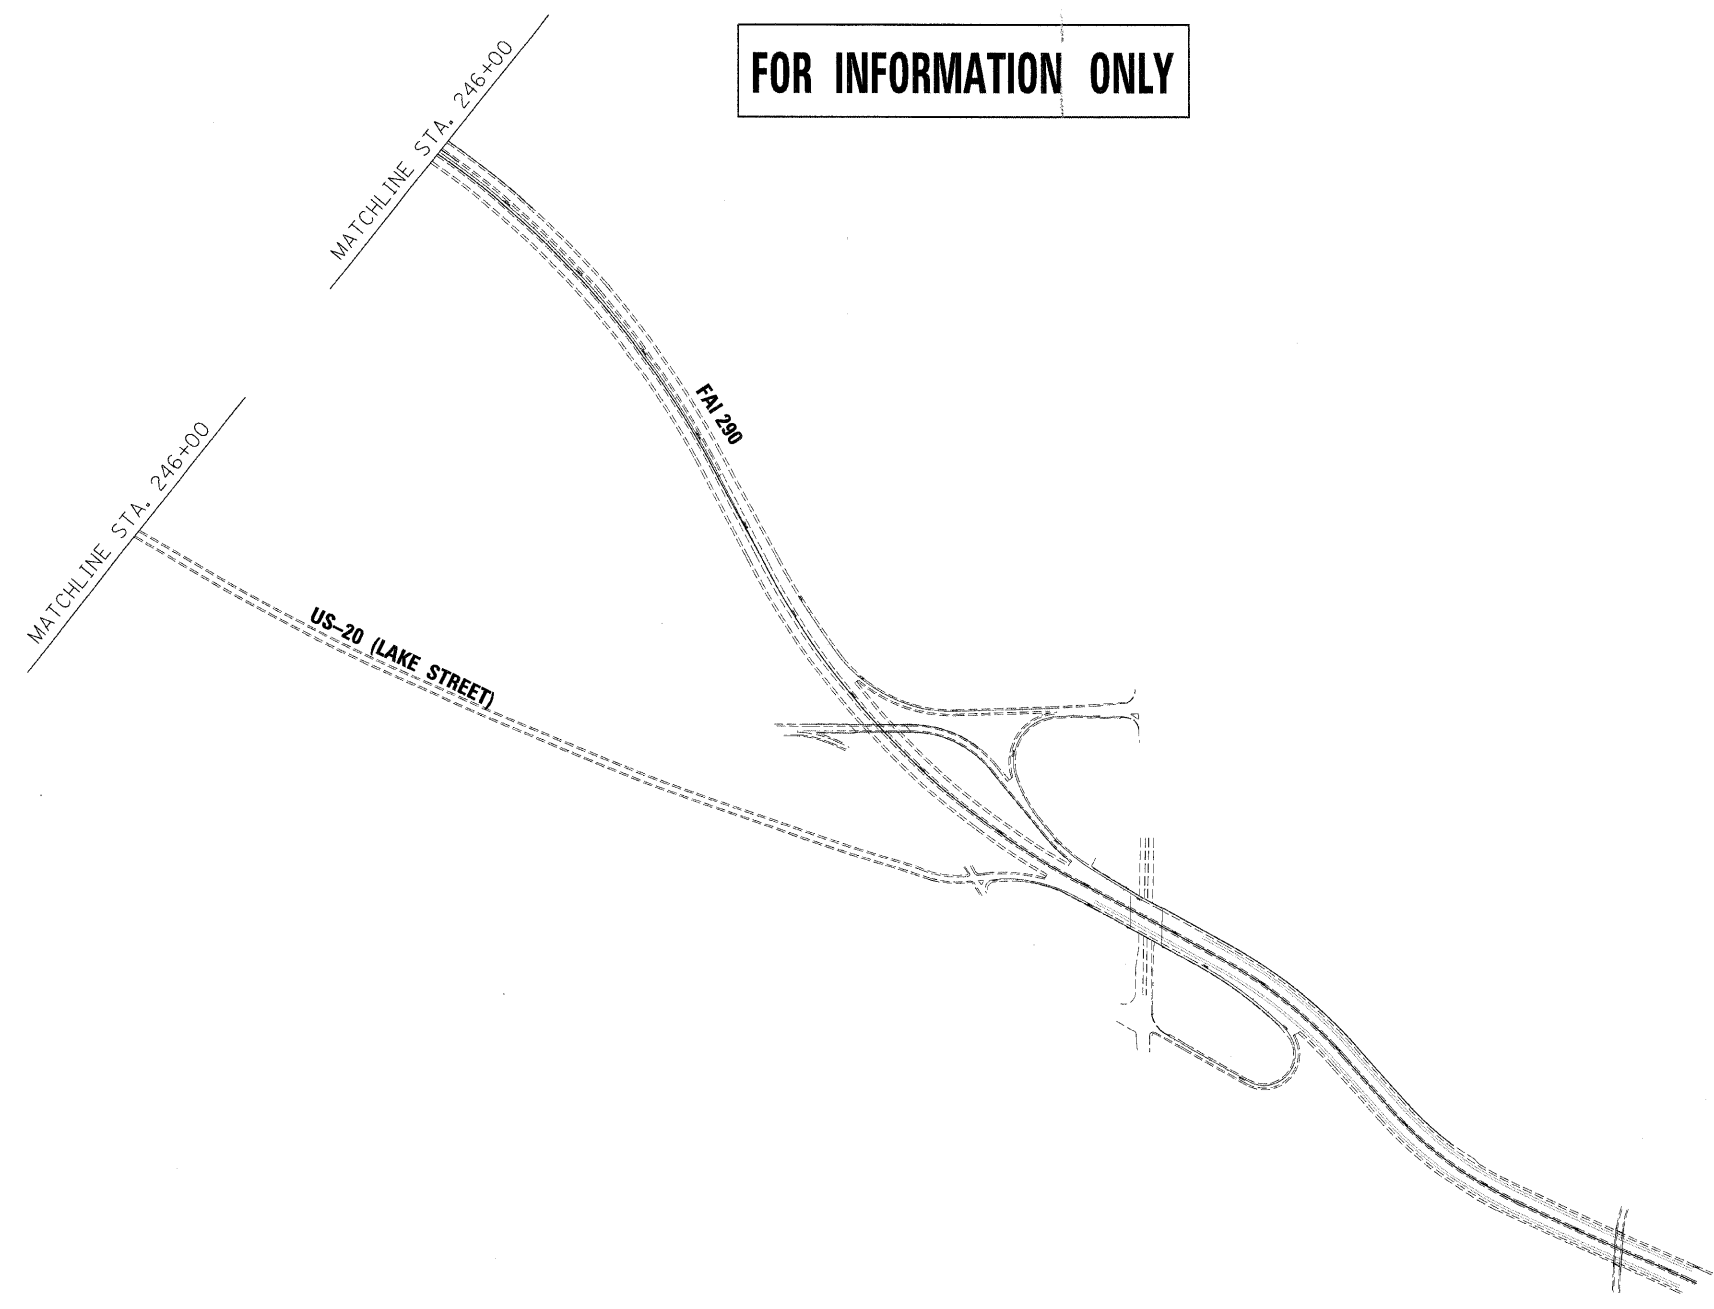 FOR INFORMATION ONLY
MATCHLINE STA. 246+00
FAI 290
MATCHLINE STA. 246+00
US-20 (LAKE STREET)